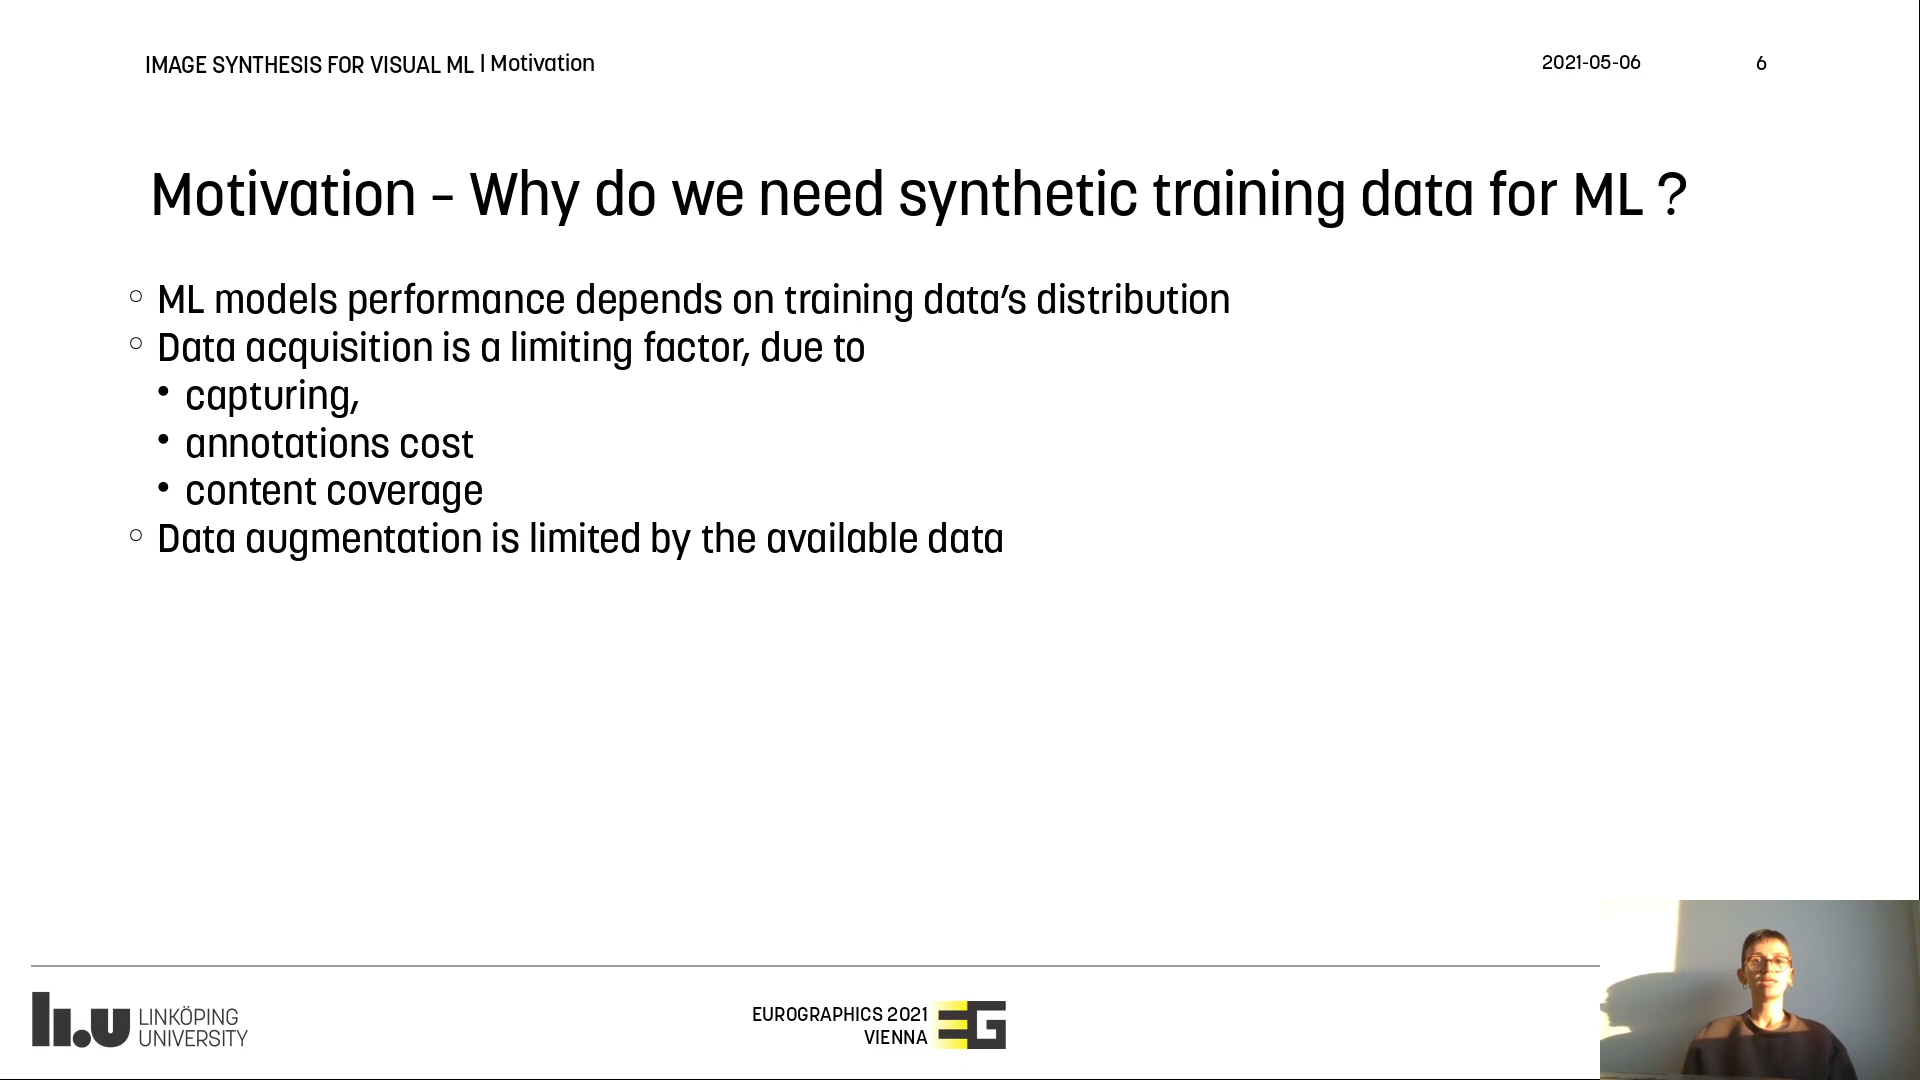 IMAGE SYNTHESIS FOR VISUAL ML | Motivation
2021-05-06
6
Motivation – Why do we need synthetic training data for ML ?
○ ML models performance depends on training data’s distribution
○ Data acquisition is a limiting factor, due to
• capturing,
• annotations cost
• content coverage
○ Data augmentation is limited by the available data
li.u LINKÖPING
UNIVERSITY
EUROGRAPHICS 2021
VIENNA
EG